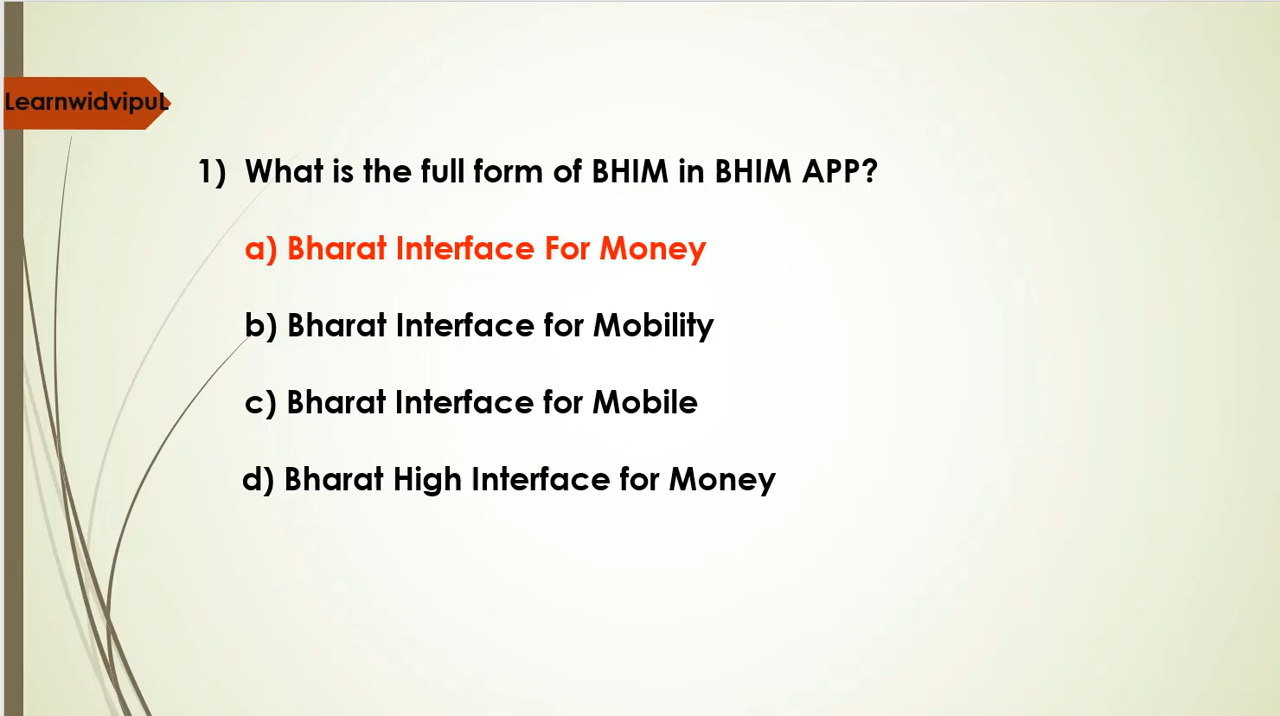 LearnwidvipuL
1) What is the full form of BHIM in BHIM APP?
a) Bharat Interface For Money
b) Bharat Interface for Mobility
c) Bharat Interface for Mobile
d) Bharat High Interface for Money